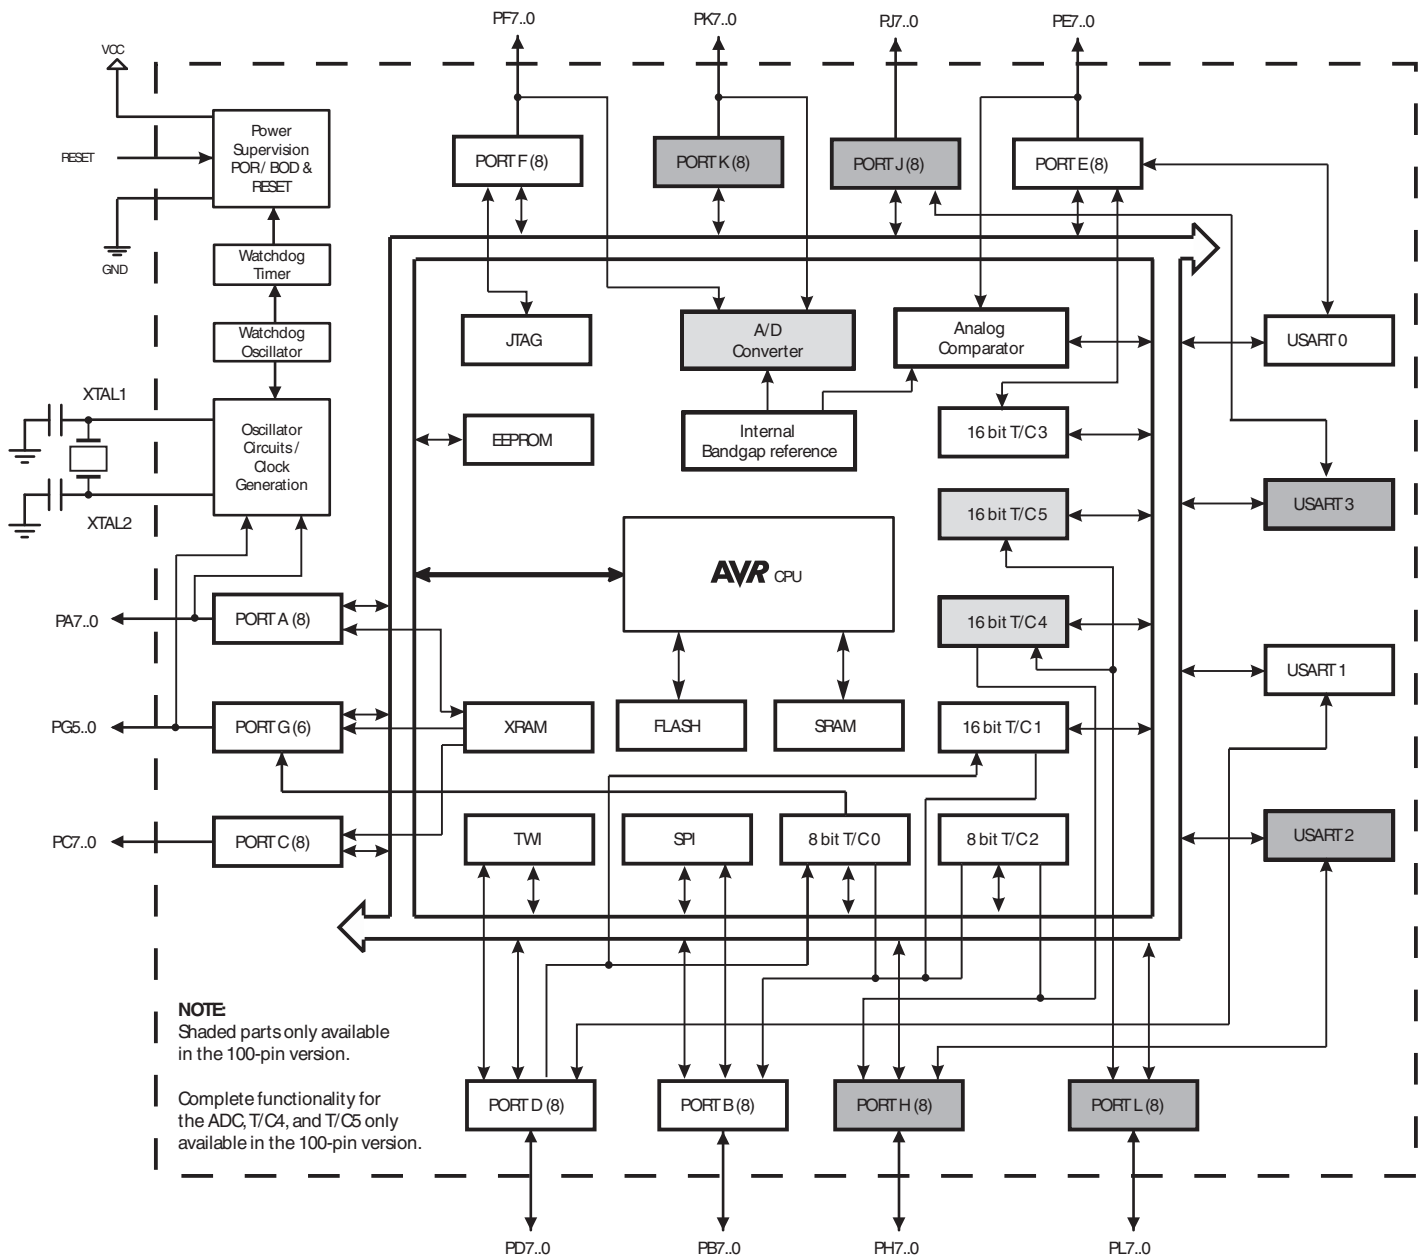 PF7..0
PK7..0
PJ7..0
PE7..0
VCC
RESET
GND
Power
Supervision
POR / BOD &
RESET
Watchdog
Timer
Watchdog
Oscillator
XTAL1
XTAL2
Oscillator
Circuits /
Clock
Generation
PORT F (8)
PORT K (8)
PORT J (8)
PORT E (8)
JTAG
A/D
Converter
Analog
Comparator
USART 0
EEPROM
Internal
Bandgap reference
16 bit T/C 3
16 bit T/C 5
USART 3
AVR CPU
PA7..0
PORT A (8)
16 bit T/C 4
USART 1
PG5..0
PORT G (6)
XRAM
FLASH
SRAM
16 bit T/C 1
PC7..0
PORT C (8)
TWI
SPI
8 bit T/C 0
8 bit T/C 2
USART 2
NOTE:
Shaded parts only available
in the 100-pin version.
Complete functionality for
the ADC, T/C4, and T/C5 only
available in the 100-pin version.
PORT D (8)
PORT B (8)
PORT H (8)
PORT L (8)
PD7..0
PB7..0
PH7..0
PL7..0